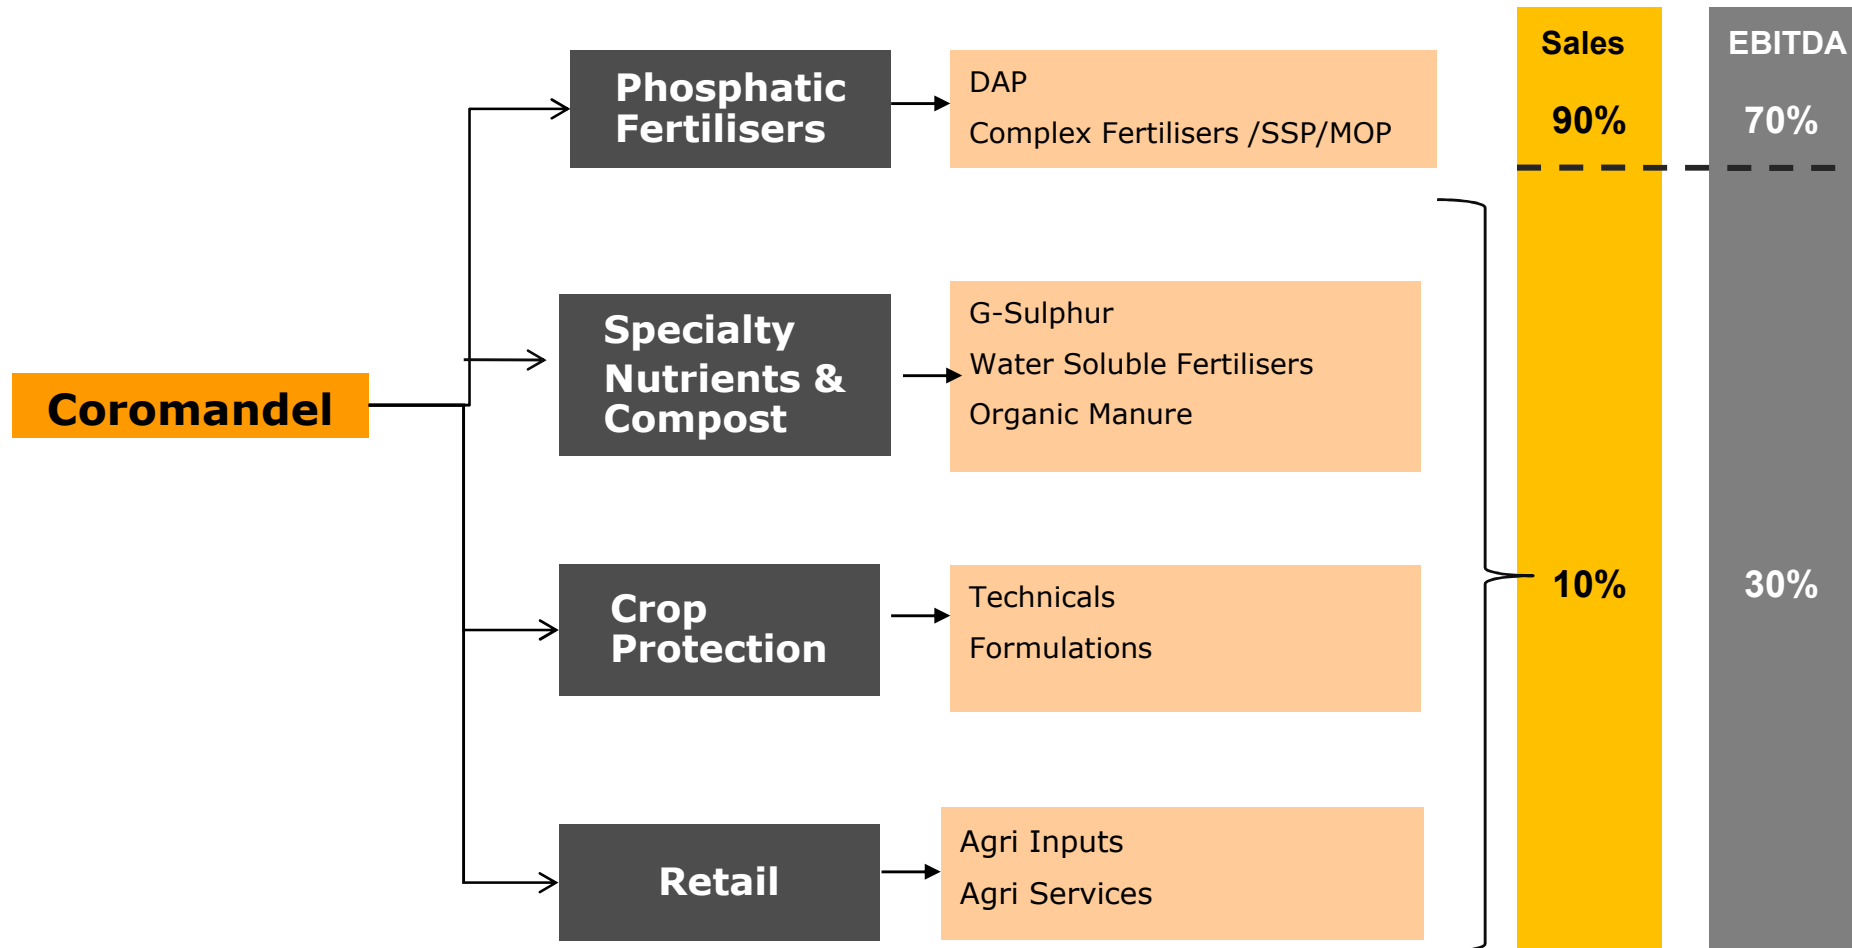 Sales
EBITDA
Phosphatic
Fertilisers
DAP
Complex Fertilisers /SSP/MOP
90%
70%
Specialty
Nutrients &
Compost
G-Sulphur
Water Soluble Fertilisers
Organic Manure
Coromandel
Crop
Protection
Technicals
Formulations
10%
30%
Retail
Agri Inputs
Agri Services